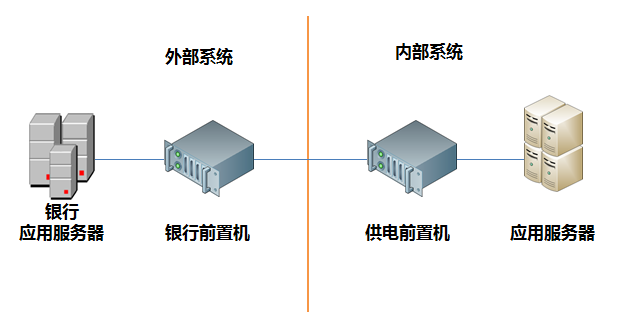 外部系统
内部系统
银行
应用服务器
银行前置机
供电前置机
应用服务器